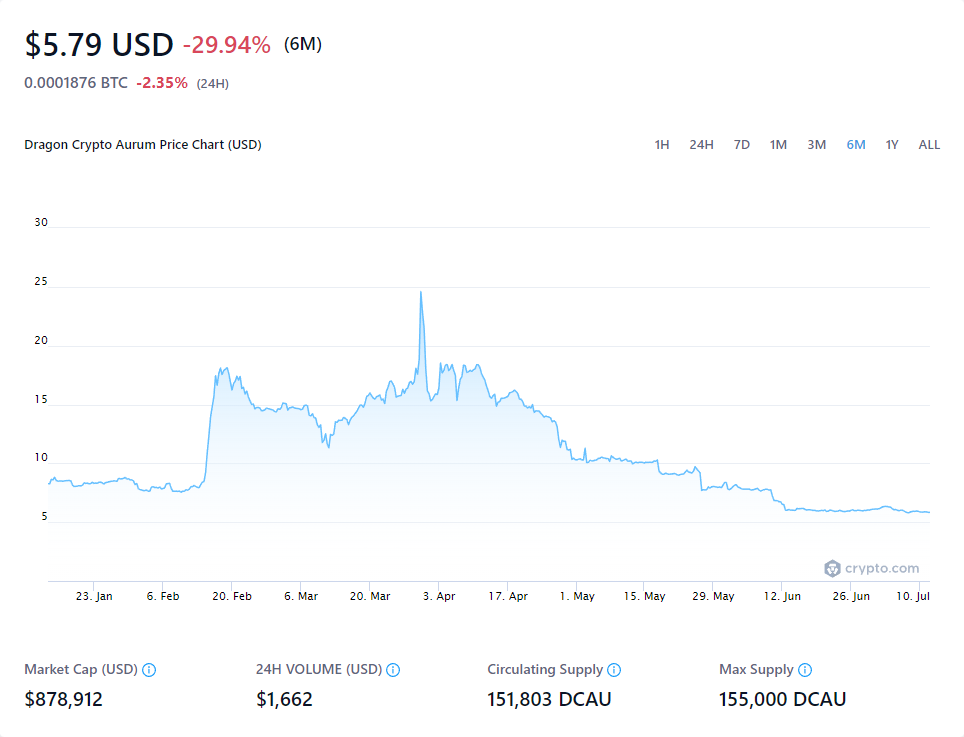 $5.79 USD -29.94% (6M)
0.0001876 BTC -2.35% (24H)
Dragon Crypto Aurum Price Chart (USD) 1H 24H 7D 1M 3M 6M 1Y ALL
30
25
20
15
10
5
crypto.com
23. Jan 6. Feb 20. Feb 6. Mar 20. Mar 3. Apr 17. Apr 1. May 15. May 29. May 12. Jun 26. Jun 10. Jul
Market Cap (USD) 24H VOLUME (USD) Circulating Supply Max Supply
$878,912 $1,662 151,803 DCAU 155,000 DCAU